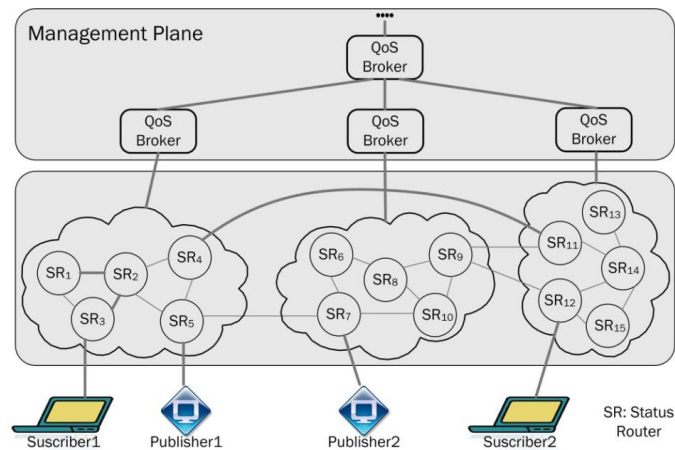 ••••
Management Plane
QoS
Broker
QoS
Broker
QoS
Broker
QoS
Broker
SR13
SR4
SR11
SR6
SR9
SR1
SR2
SR8
SR14
SR12
SR3
SR5
SR7
SR10
SR15
Suscriber1
Publisher1
Publisher2
Suscriber2
SR: Status
Router